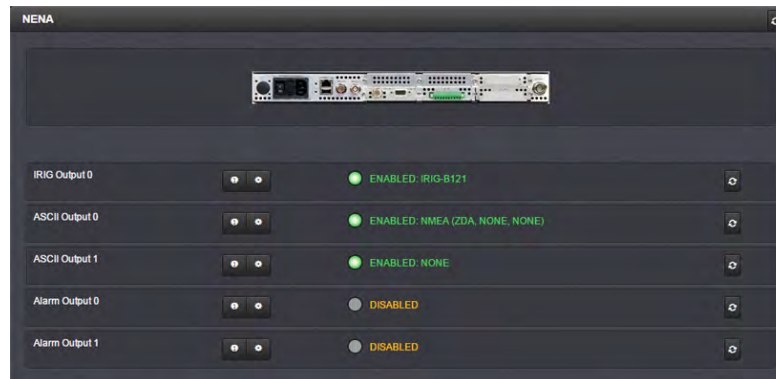 NENA
IRIG Output 0
ENABLED: IRIG-B121
ASCII Output 0
ENABLED: NMEA (ZDA, NONE, NONE)
ASCII Output 1
ENABLED: NONE
Alarm Output 0
DISABLED
Alarm Output 1
DISABLED